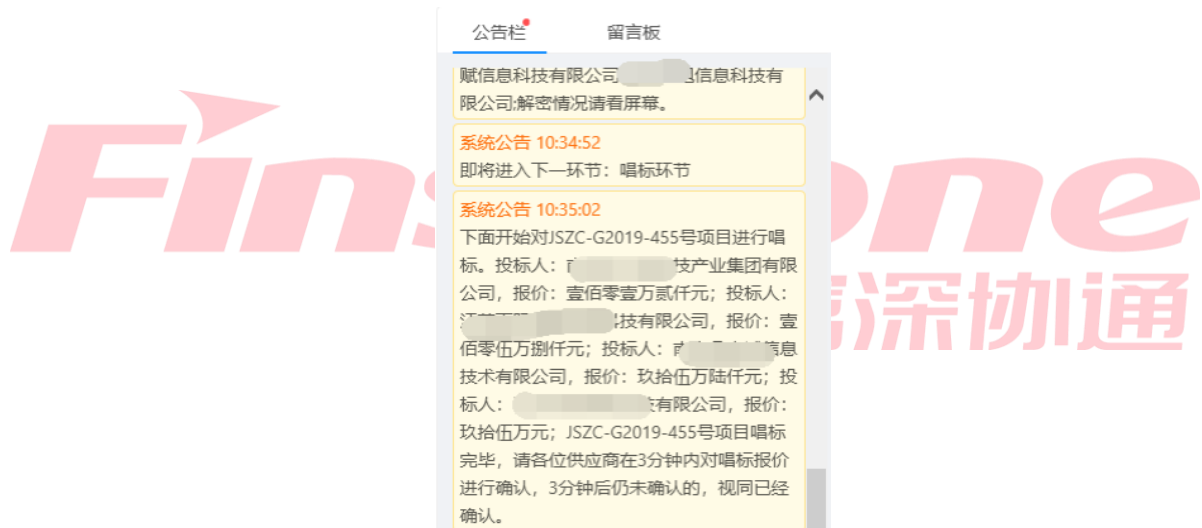 公告栏
留言板
赋信息科技有限公司 信息科技有
限公司;解密情况请看屏幕。
系统公告 10:34:52
即将进入下一环节：唱标环节
系统公告 10:35:02
下面开始对JSZC-G2019-455号项目进行唱
标。投标人： 技产业集团有限
公司，报价：壹佰零壹万贰仟元；投标人：
技有限公司，报价：壹
佰零伍万捌仟元；投标人： 信息
技术有限公司，报价：玖拾伍万陆仟元；投
标人： 有限公司，报价：
玖拾伍万元；JSZC-G2019-455号项目唱标
完毕，请各位供应商在3分钟内对唱标报价
进行确认，3分钟后仍未确认的，视同已经
确认。
Fins ne
深协通